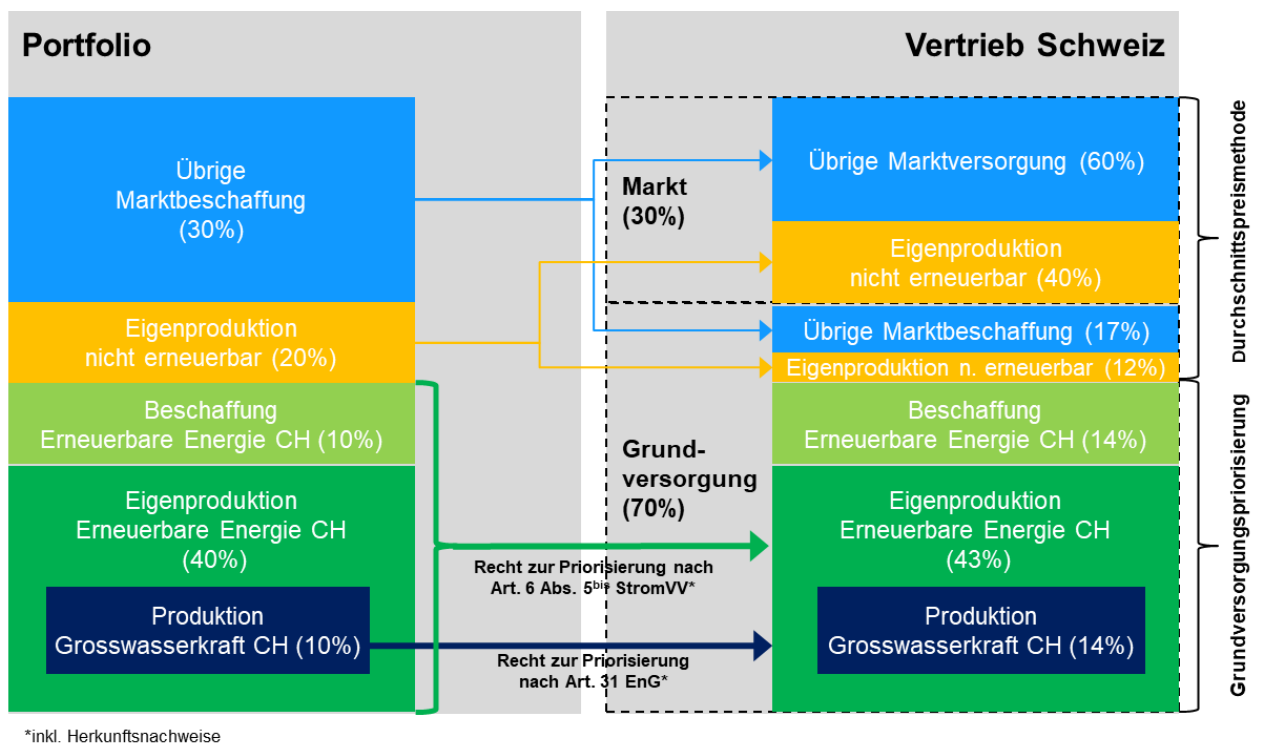 Portfolio
Vertrieb Schweiz
Übrige
Marktbeschaffung
(30%)
Eigenproduktion
nicht erneuerbar (20%)
Beschaffung
Erneuerbare Energie CH (10%)
Eigenproduktion
Erneuerbare Energie CH
(40%)
Produktion
Grosswasserkraft CH (10%)
Recht zur Priorisierung nach
Art. 6 Abs. 5bis StromVV*
Recht zur Priorisierung
nach Art. 31 EnG*
Markt
(30%)
Grund-
versorgung
(70%)
Übrige Marktversorgung (60%)
Eigenproduktion
nicht erneuerbar (40%)
Übrige Marktbeschaffung (17%)
Eigenproduktion n. erneuerbar (12%)
Beschaffung
Erneuerbare Energie CH (14%)
Eigenproduktion
Erneuerbare Energie CH
(43%)
Produktion
Grosswasserkraft CH (14%)
Durchschnittspreismethode
Grundversorgungspriorisierung
*inkl. Herkunftsnachweise